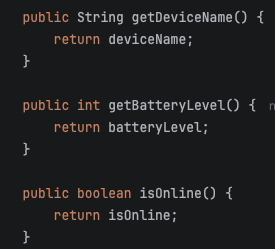 public String getDeviceName() {
    return deviceName;
}

public int getBatteryLevel() {
    return batteryLevel;
}

public boolean isOnline() {
    return isOnline;
}